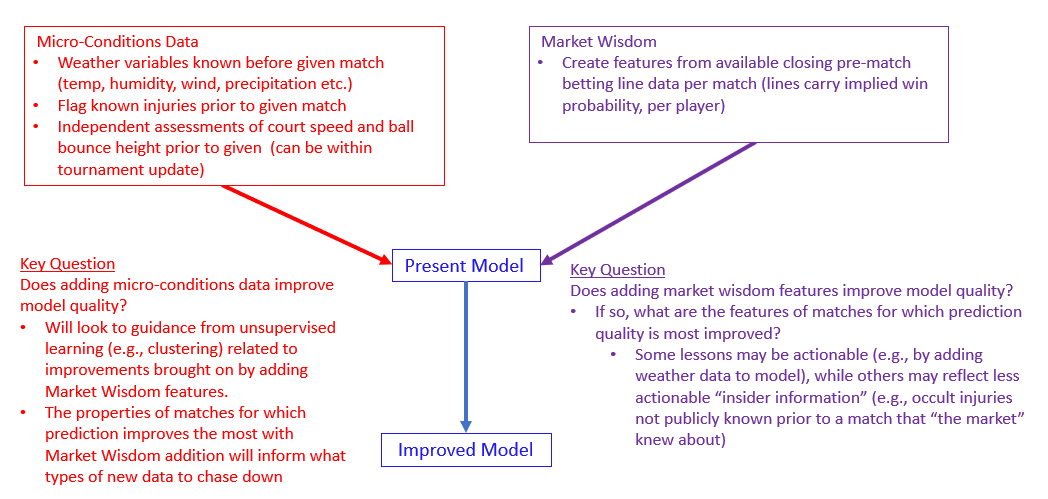 Micro-Conditions Data
• Weather variables known before given match
(temp, humidity, wind, precipitation etc.)
• Flag known injuries prior to given match
• Independent assessments of court speed and ball
bounce height prior to given  (can be within
tournament update)
Market Wisdom
• Create features from available closing pre-match
betting line data per match (lines carry implied win
probability, per player)
Present Model
Key Question
Does adding micro-conditions data improve
model quality?
• Will look to guidance from unsupervised
learning (e.g., clustering) related to
improvements brought on by adding
Market Wisdom features.
• The properties of matches for which
prediction improves the most with
Market Wisdom addition will inform what
types of new data to chase down
Key Question
Does adding market wisdom features improve model quality?
• If so, what are the features of matches for which prediction
quality is most improved?
• Some lessons may be actionable (e.g., by adding
weather data to model), while others may reflect less
actionable “insider information” (e.g., occult injuries
not publicly known prior to a match that “the market”
knew about)
Improved Model